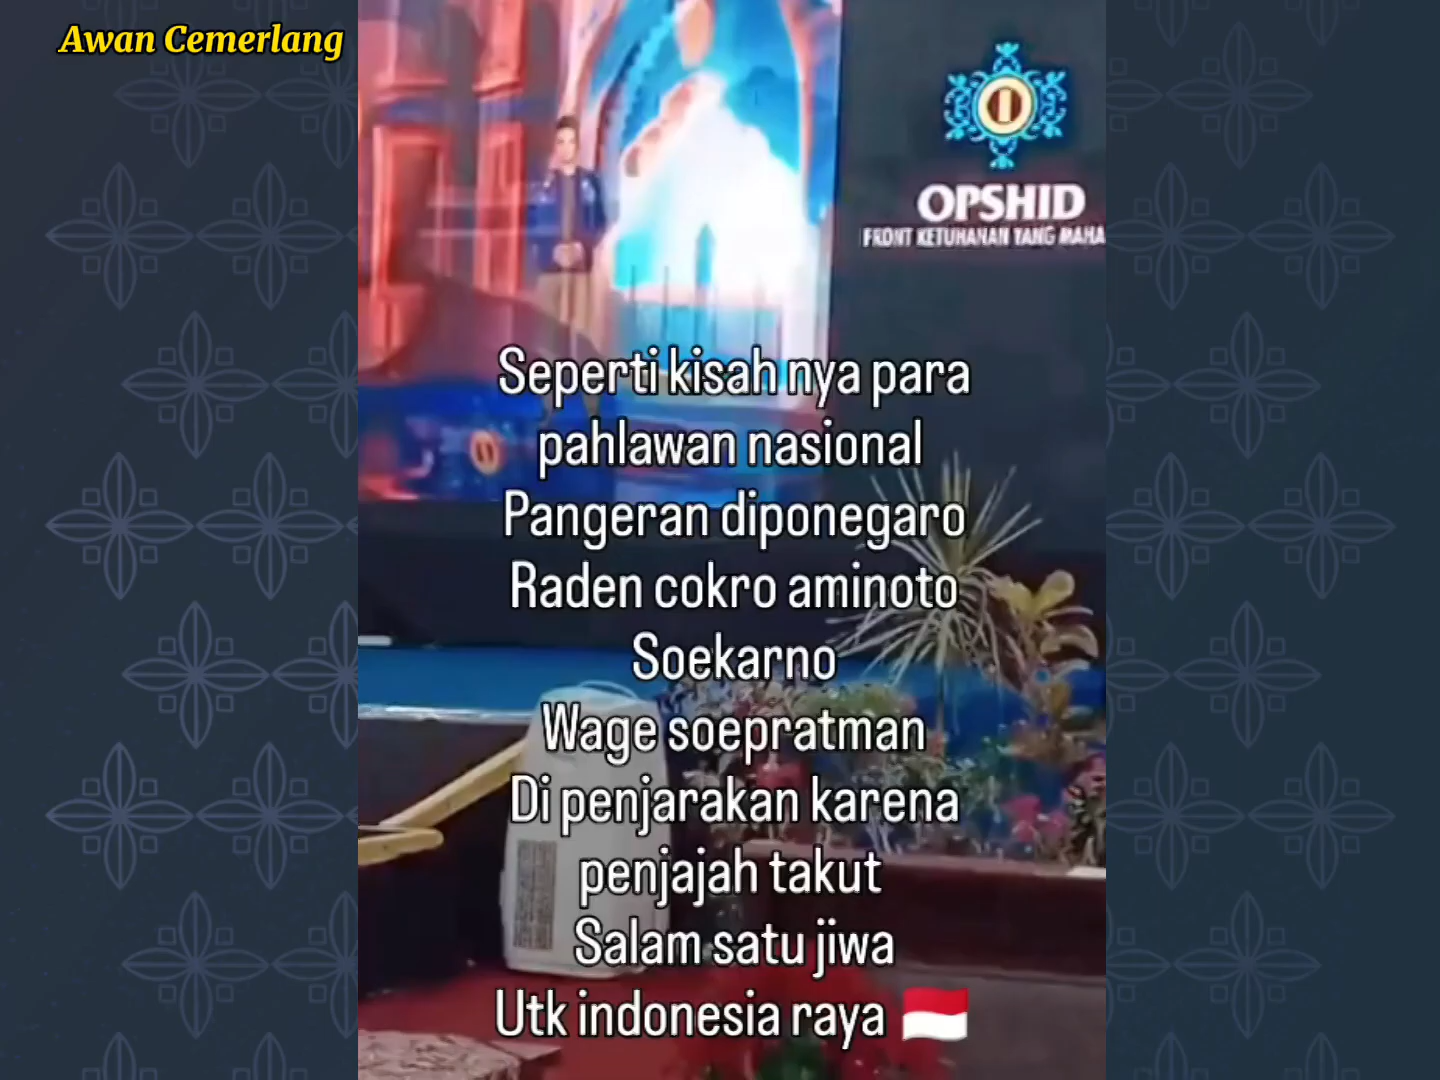 Awan Cemerlang
OPSHID
FRONT KETUHANAN YANG MAHA
Seperti kisah nya para
pahlawan nasional
Pangeran diponegaro
Raden cokro aminoto
Soekarno
Wage soepratman
Di penjarakan karena
penjajah takut
Salam satu jiwa
Utk indonesia raya 🇮🇩